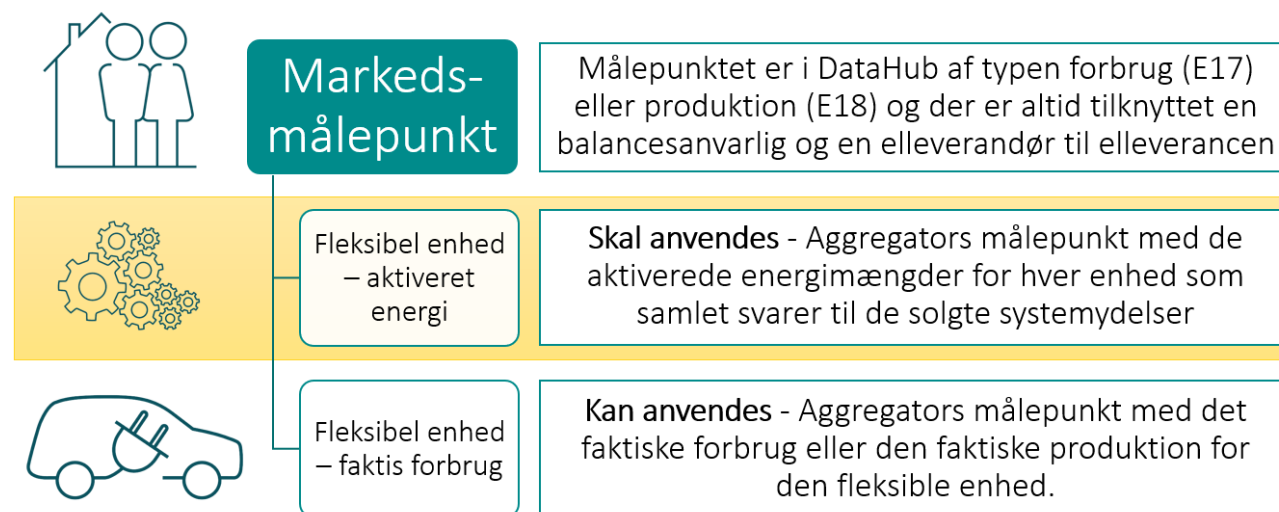 Markeds-
målepunkt
Målepunktet er i DataHub af typen forbrug (E17)
eller produktion (E18) og der er altid tilknyttet en
balancesanvarlig og en elleverandør til elleverancen
Fleksibel enhed
– aktiveret
energi
Skal anvendes - Aggregators målepunkt med de
aktiverede energimængder for hver enhed som
samlet svarer til de solgte systemydelser
Fleksibel enhed
– faktis forbrug
Kan anvendes - Aggregators målepunkt med det
faktiske forbrug eller den faktiske produktion for
den fleksible enhed.